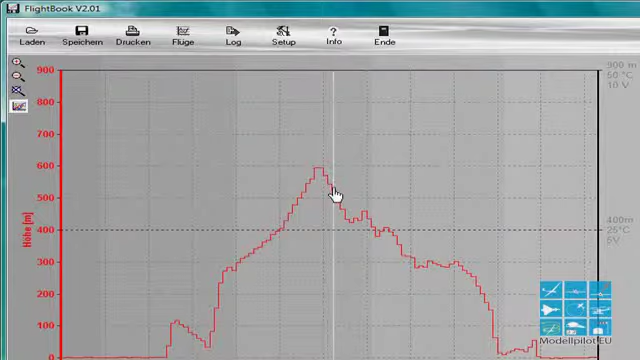 FlightBook V2.01
Laden Speichern Drucken Flüge Log Setup Info Ende
900
800
700
600
500
400
300
200
100
0
Höhe [m]
900 m
50 °C
10 V
400m
25°C
5V
Modellpilot.EU